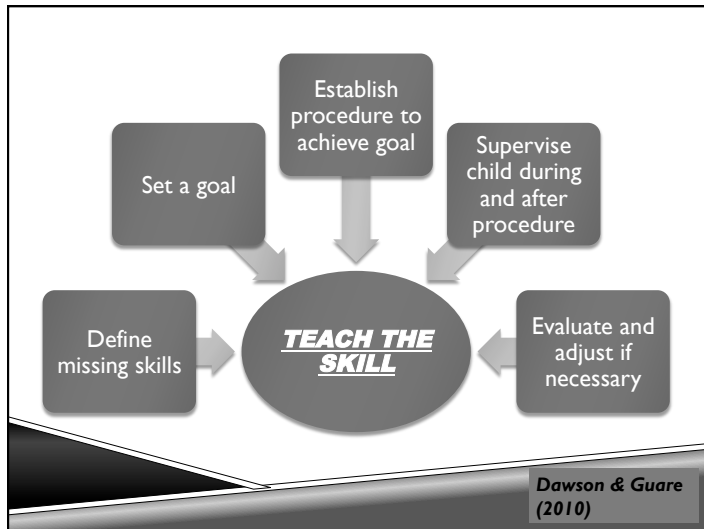 Define
missing skills
Set a goal
Establish
procedure to
achieve goal
Supervise
child during
and after
procedure
Evaluate and
adjust if
necessary
TEACH THE
SKILL
Dawson & Guare
(2010)